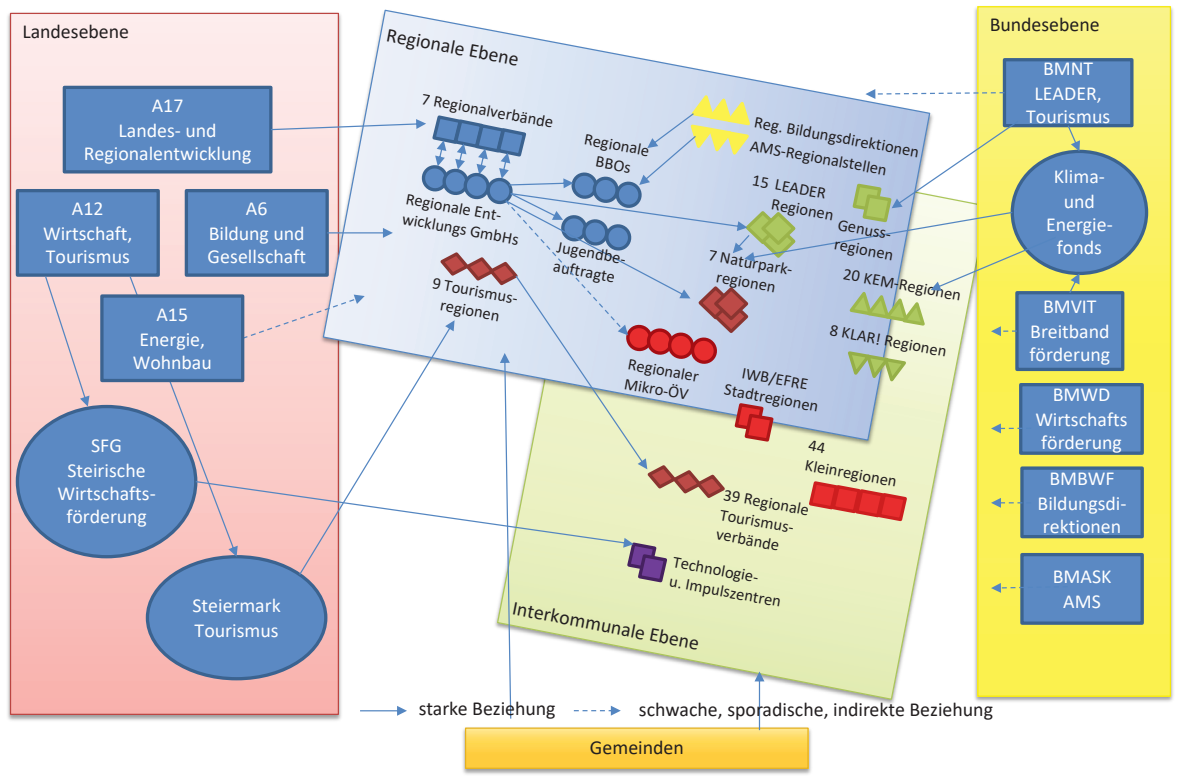 Landesebene
A17
Landes- und
Regionalentwicklung
A12
Wirtschaft,
Tourismus
A6
Bildung und
Gesellschaft
A15
Energie,
Wohnbau
SFG
Steirische
Wirtschafts-
förderung
Steiermark
Tourismus
Regionale Ebene
7 Regionalverbände
Regionale Ent-
wicklungs GmbHs
9 Tourismus-
regionen
Regionale
BBOs
Jugendbe-
auftragte
Reg. Bildungsdirektionen
AMS-Regionalstellen
15 LEADER
Regionen
Genuss-
regionen
7 Naturpark-
regionen
20 KEM-Regionen
8 KLAR! Regionen
Regionaler
Mikro-ÖV
IWB/EFRE
Stadtregionen
44
Kleinregionen
39 Regionale
Tourismus-
verbände
Technologie-
u. Impulszentren
Interkommunale Ebene
Bundesebene
BMNT
LEADER,
Tourismus
Klima-
und
Energie-
fonds
BMVIT
Breitband
förderung
BMWD
Wirtschafts
förderung
BMBWF
Bildungsdi-
rektionen
BMASK
AMS
starke Beziehung
schwache, sporadische, indirekte Beziehung
Gemeinden